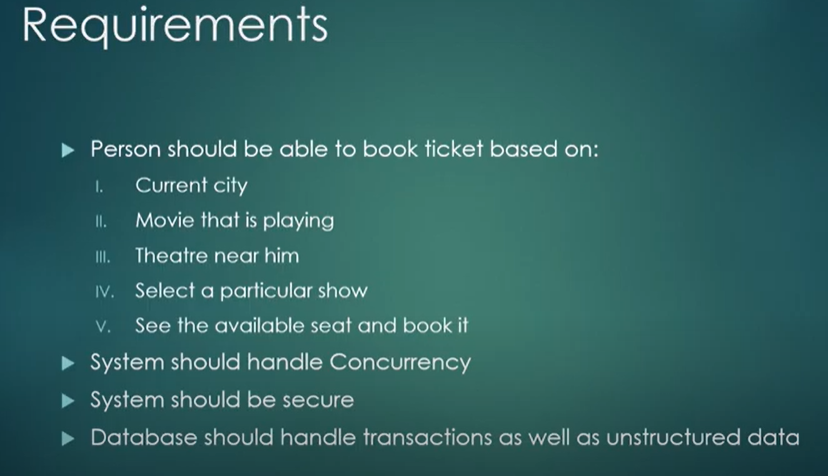 Requirements
Person should be able to book ticket based on:
I. Current city
II. Movie that is playing
III. Theatre near him
IV. Select a particular show
V. See the available seat and book it
System should handle Concurrency
System should be secure
Database should handle transactions as well as unstructured data